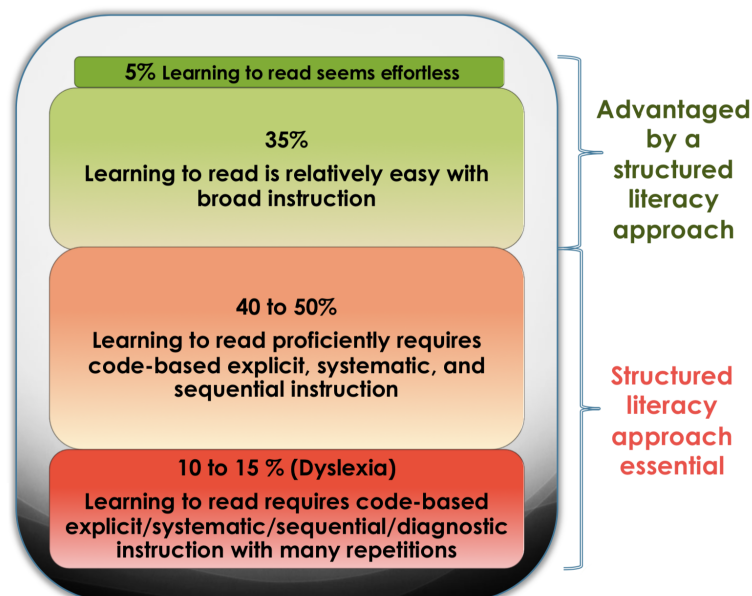 5% Learning to read seems effortless
35%
Learning to read is relatively easy with
broad instruction
Advantaged
by a
structured
literacy
approach
40 to 50%
Learning to read proficiently requires
code-based explicit, systematic, and
sequential instruction
10 to 15 % (Dyslexia)
Learning to read requires code-based
explicit/systematic/sequential/diagnostic
instruction with many repetitions
Structured
literacy
approach
essential